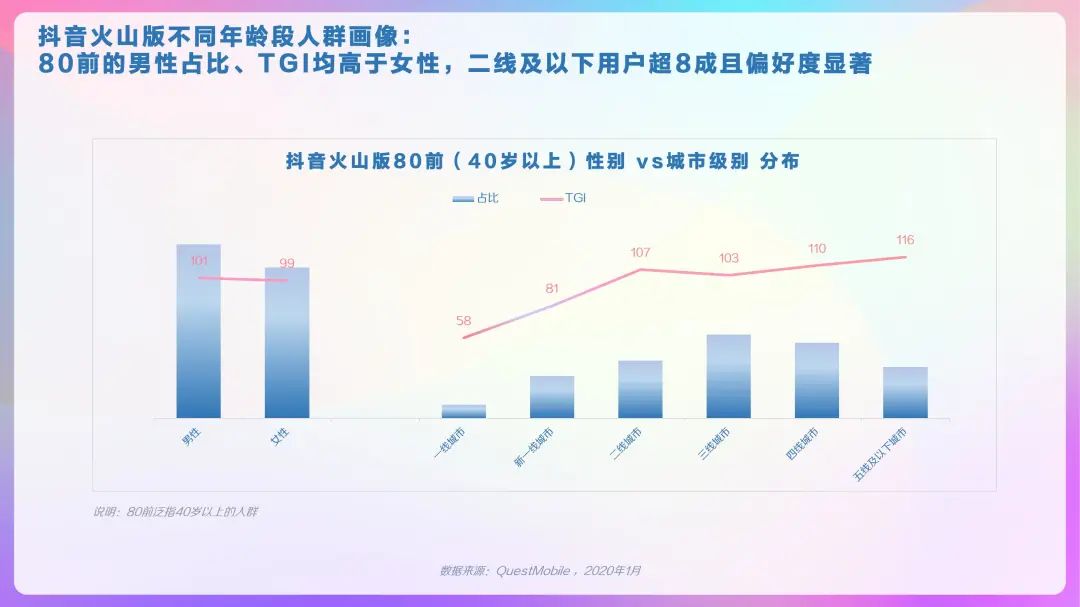 抖音火山版不同年龄段人群画像：
80前的男性占比、TGI均高于女性，二线及以下用户超8成且偏好度显著
抖音火山版80前（40岁以上）性别 vs城市级别 分布
占比 TGI
101 99 58 81 107 103 110 116
男性 女性 一线城市 新一线城市 二线城市 三线城市 四线城市 五线及以下城市
说明：80前泛指40岁以上的人群
数据来源：QuestMobile ，2020年1月